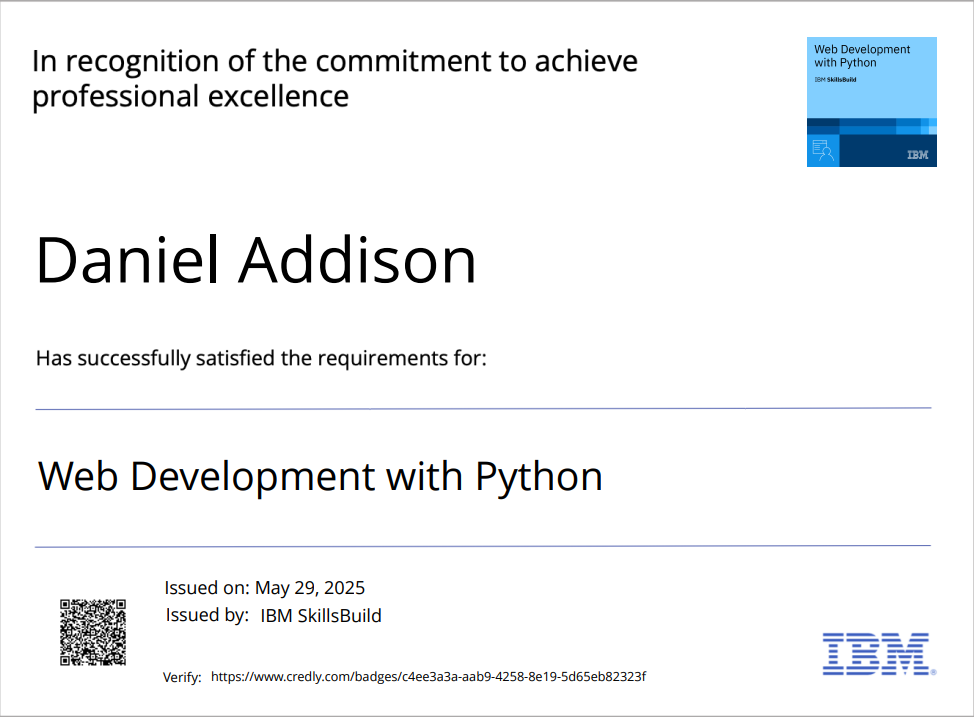 In recognition of the commitment to achieve
professional excellence
Web Development
with Python
IBM SkillsBuild
IBM
Daniel Addison
Has successfully satisfied the requirements for:
Web Development with Python
Issued on: May 29, 2025
Issued by: IBM SkillsBuild
Verify: https://www.credly.com/badges/c4ee3a3a-aab9-4258-8e19-5d65eb82323f
IBM®